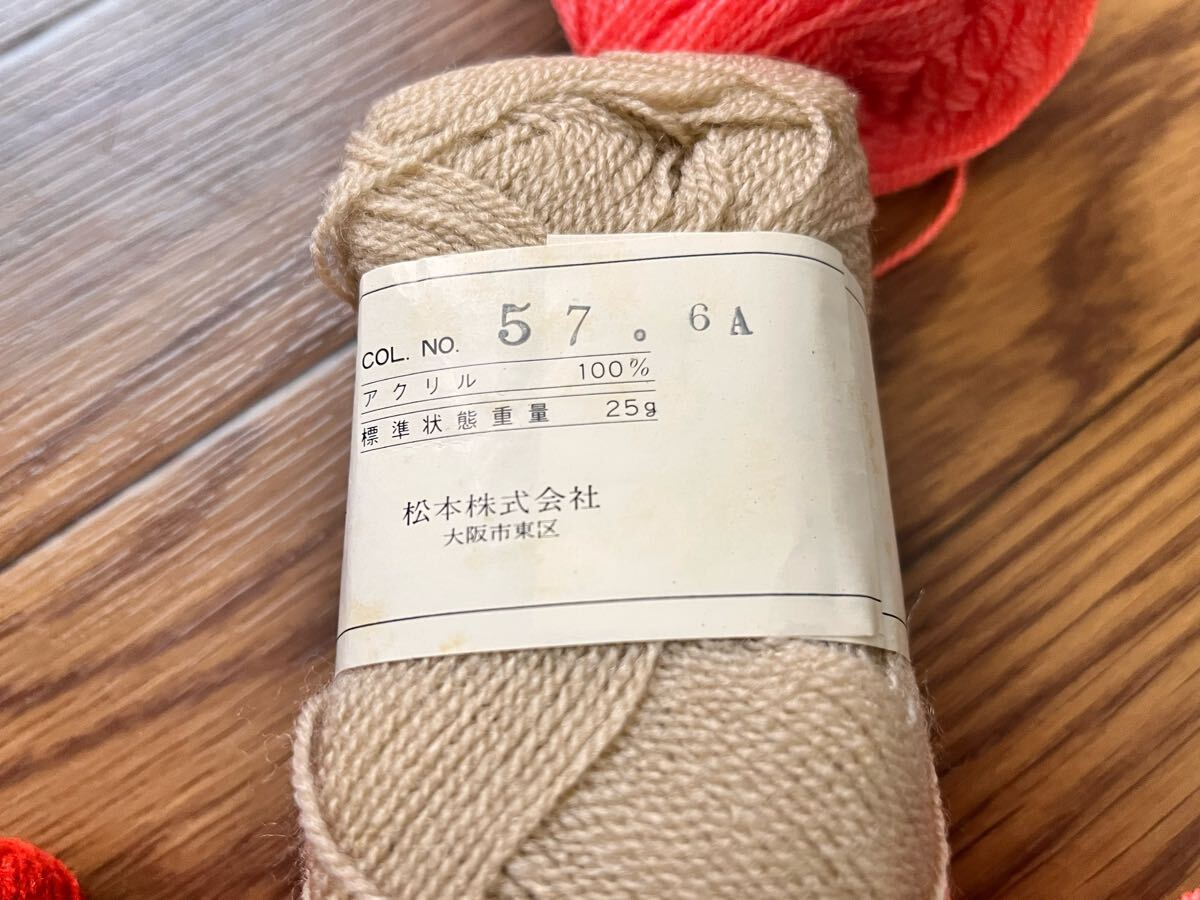 COL. NO. 57. 6A
アクリル 100%
標準状態重量 25g
松本株式会社
大阪市東区